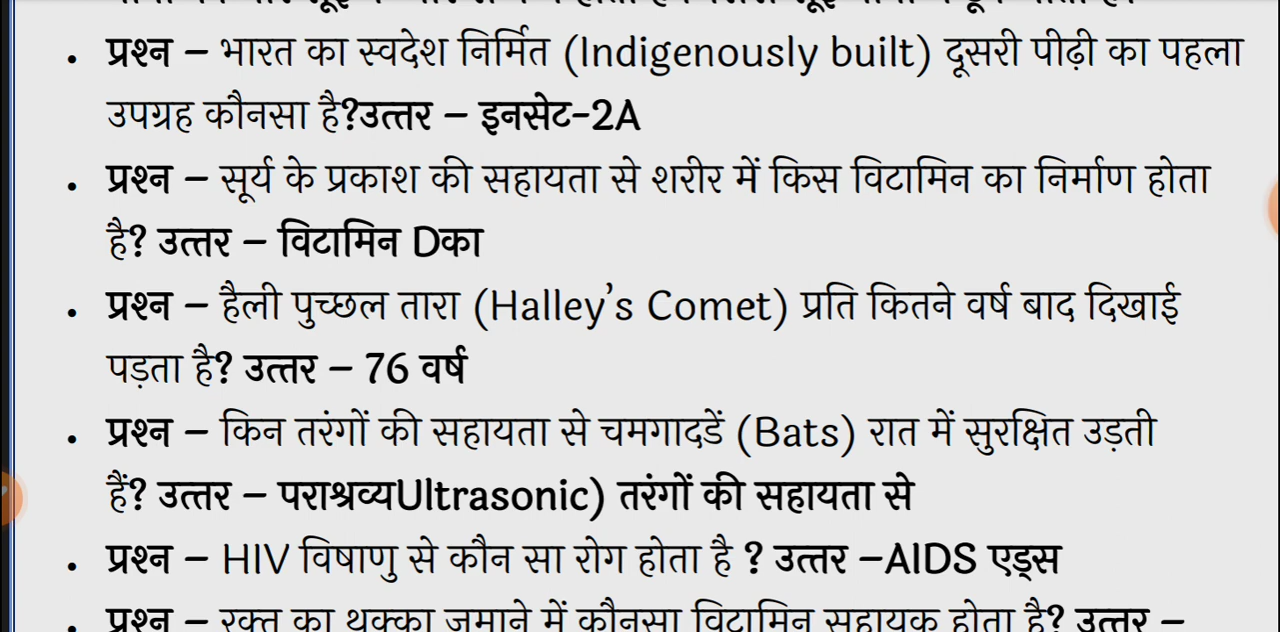 • प्रश्न – भारत का स्वदेश निर्मित (Indigenously built) दूसरी पीढ़ी का पहला
उपग्रह कौनसा है?उत्तर – इनसेट-2A
• प्रश्न – सूर्य के प्रकाश की सहायता से शरीर में किस विटामिन का निर्माण होता
है? उत्तर – विटामिन Dका
• प्रश्न – हैली पुच्छल तारा (Halley's Comet) प्रति कितने वर्ष बाद दिखाई
पड़ता है? उत्तर – 76 वर्ष
• प्रश्न – किन तरंगों की सहायता से चमगादडें (Bats) रात में सुरक्षित उड़ती
हैं? उत्तर – पराश्रव्यUltrasonic) तरंगों की सहायता से
• प्रश्न – HIV विषाणु से कौन सा रोग होता है ? उत्तर –AIDS एड्स
• प्रश्न – रक्त का थक्का जमाने में कौनसा विटामिन सहायक होता है? उत्तर –